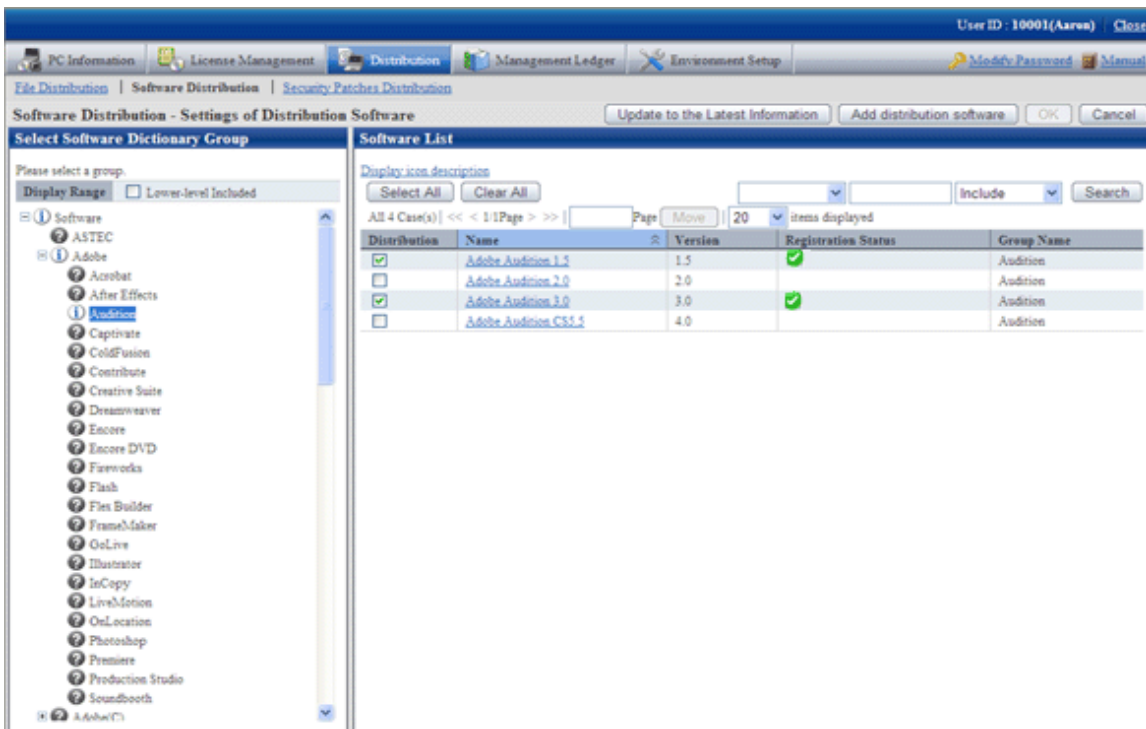 User ID : 10001(Aaron) Close
PC Information License Management Distribution Management Ledger Environment Setup Modify Password Manual
File Distribution | Software Distribution | Security Patches Distribution
Software Distribution - Settings of Distribution Software Update to the Latest Information Add distribution software OK Cancel
Select Software Dictionary Group
Please select a group.
Display Range Lower-level Included
Software
ASTEC
Adobe
Acrobat
After Effects
Audition
Captivate
ColdFusion
Contribute
Creative Suite
Dreamweaver
Encore
Encore DVD
Fireworks
Flash
Flex Builder
FrameMaker
GoLive
Illustrator
InCopy
LiveMotion
OnLocation
Photoshop
Premiere
Production Studio
Soundbooth
Adobe(C)
Software List
Display icon description
Select All Clear All Include Search
All 4 Case(s) | << < 1/1Page > >> | Page Move | 20 items displayed
Distribution Name Version Registration Status Group Name
Adobe Audition 1.5 1.5 Audition
Adobe Audition 2.0 2.0 Audition
Adobe Audition 3.0 3.0 Audition
Adobe Audition CS5.5 4.0 Audition